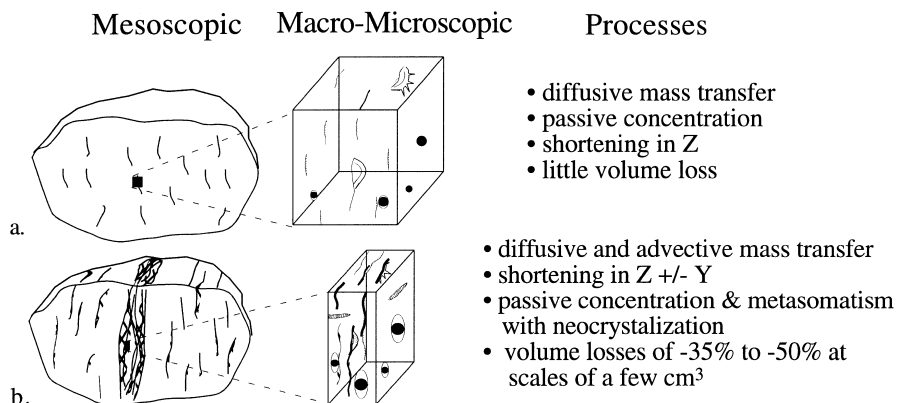 Mesoscopic Macro-Microscopic Processes
• diffusive mass transfer
• passive concentration
• shortening in Z
• little volume loss
a.
• diffusive and advective mass transfer
• shortening in Z +/- Y
• passive concentration & metasomatism
with neocrystalization
• volume losses of -35% to -50% at
scales of a few cm³
b.